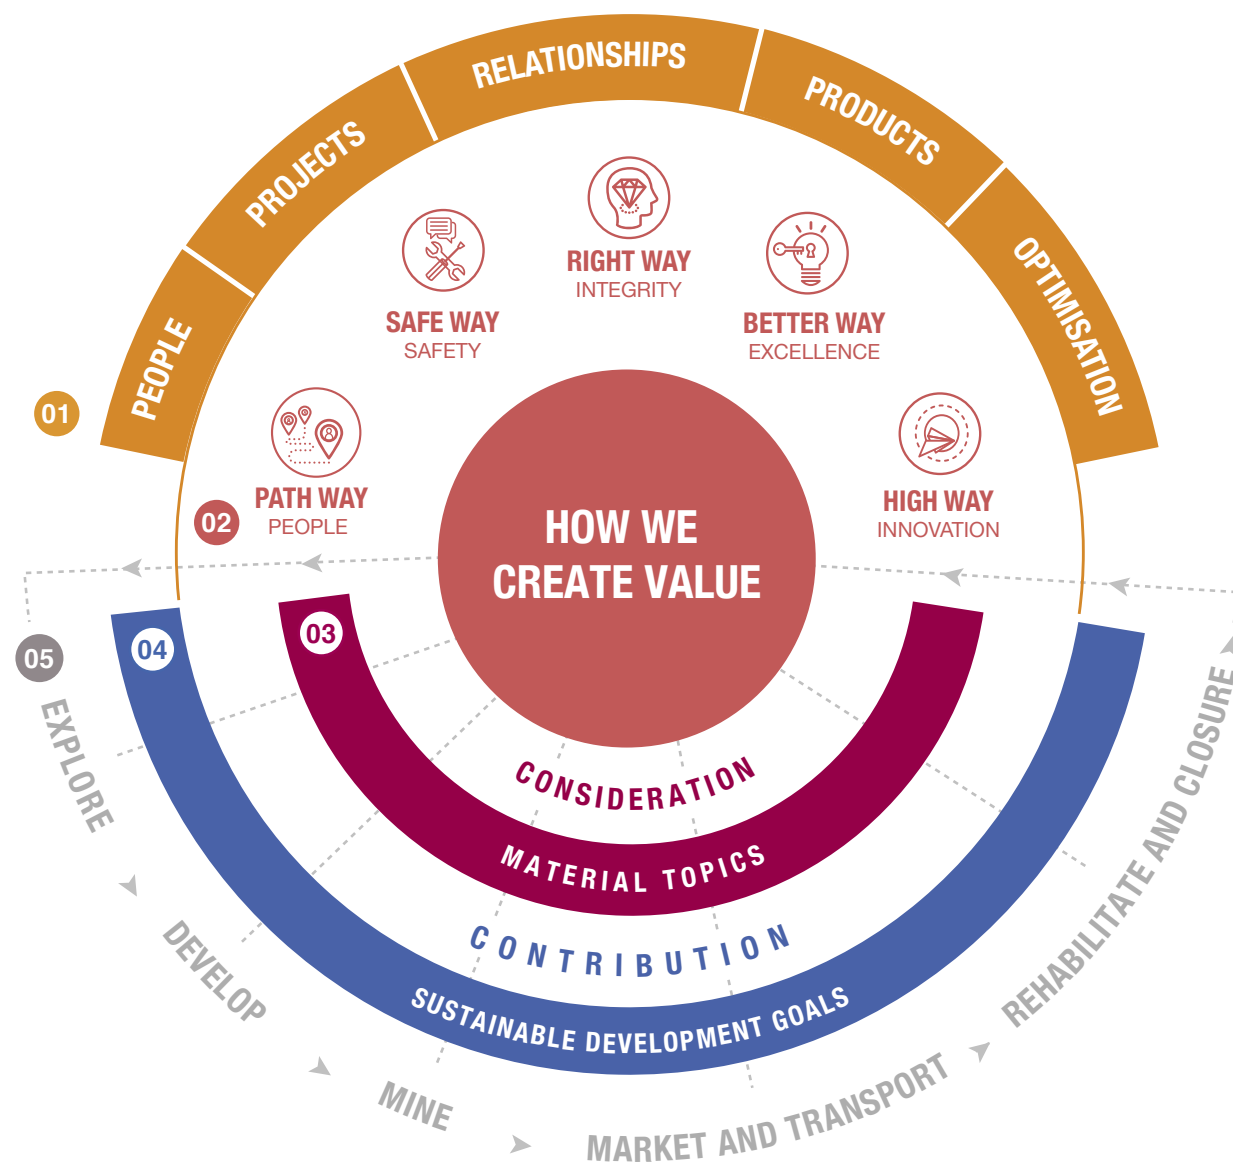 01
PEOPLE
PROJECTS
RELATIONSHIPS
PRODUCTS
OPTIMISATION
02
PATH WAY
PEOPLE
SAFE WAY
SAFETY
RIGHT WAY
INTEGRITY
BETTER WAY
EXCELLENCE
HIGH WAY
INNOVATION
HOW WE
CREATE VALUE
03
CONSIDERATION
MATERIAL TOPICS
04
CONTRIBUTION
SUSTAINABLE DEVELOPMENT GOALS
05
EXPLORE
DEVELOP
MINE
MARKET AND TRANSPORT
REHABILITATE AND CLOSURE